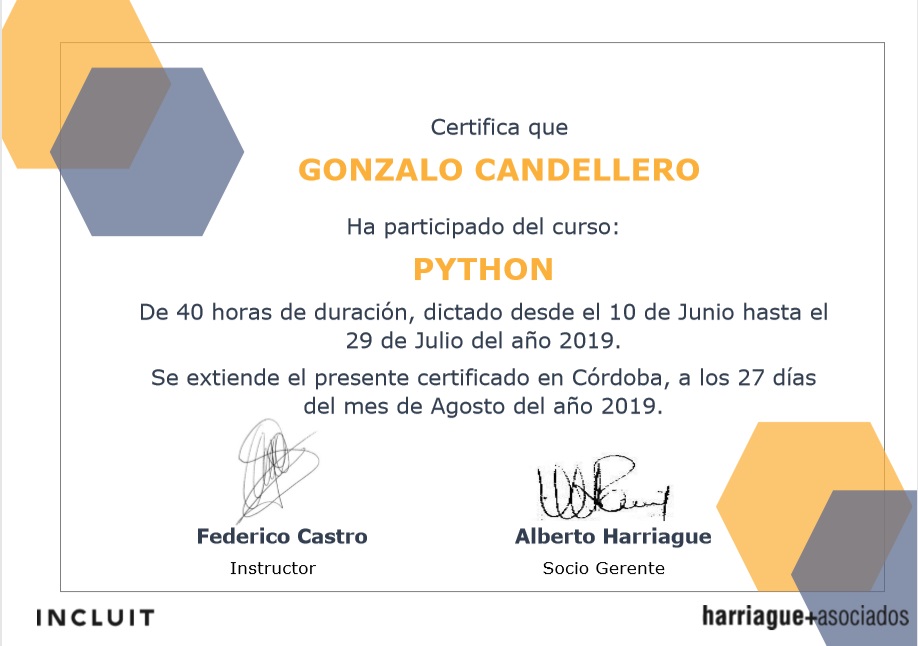 Certifica que
GONZALO CANDELLERO
Ha participado del curso:
PYTHON
De 40 horas de duración, dictado desde el 10 de Junio hasta el
29 de Julio del año 2019.
Se extiende el presente certificado en Córdoba, a los 27 días
del mes de Agosto del año 2019.
Federico Castro
Instructor
Alberto Harriague
Socio Gerente
INCLUIT
harriague+asociados